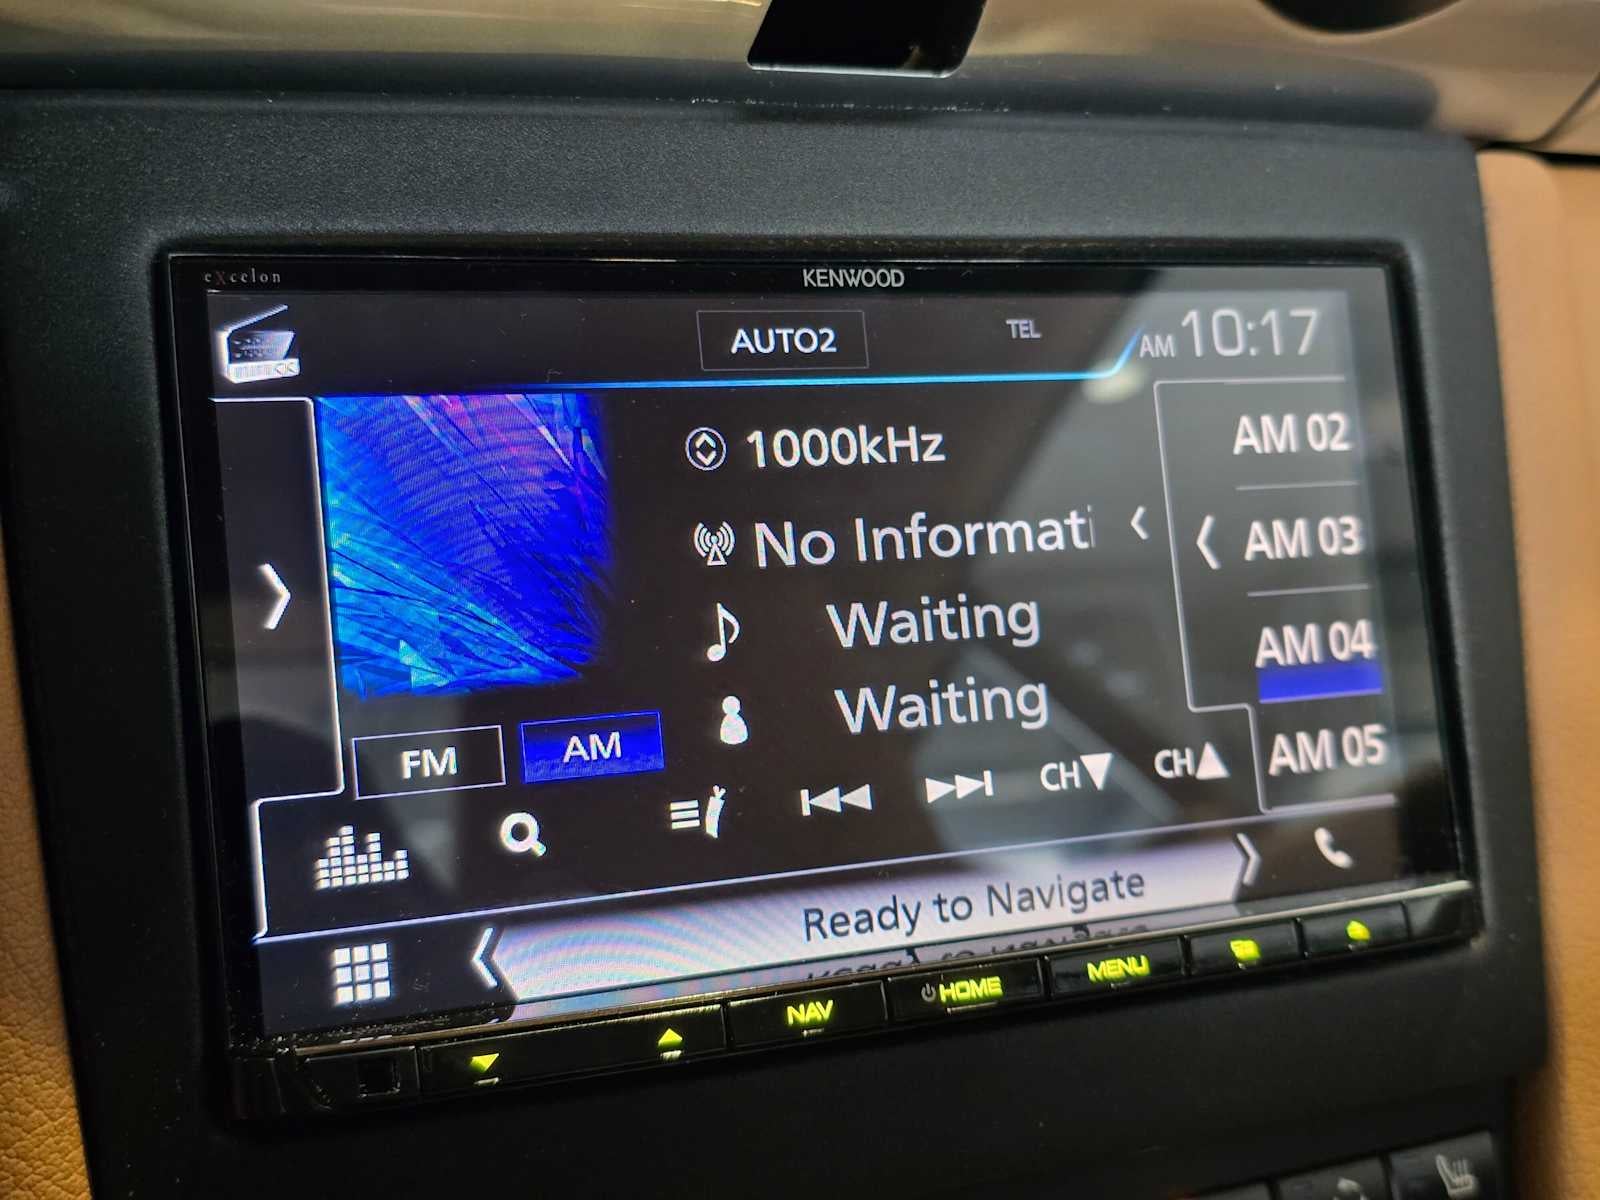 eXcelon
KENWOOD
AUTO2
TEL
AM 10:17
1000kHz
No Informati
Waiting
Waiting
AM 02
AM 03
AM 04
AM 05
FM
AM
CH
CH
Ready to Navigate
NAV
HOME
MENU